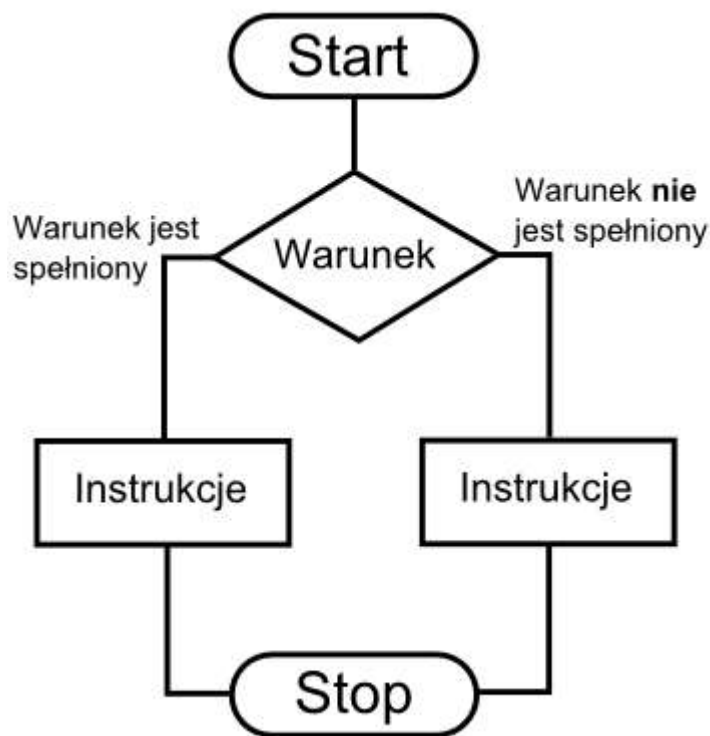 Start
Warunek jest
spełniony
Warunek
Warunek nie
jest spełniony
Instrukcje
Instrukcje
Stop